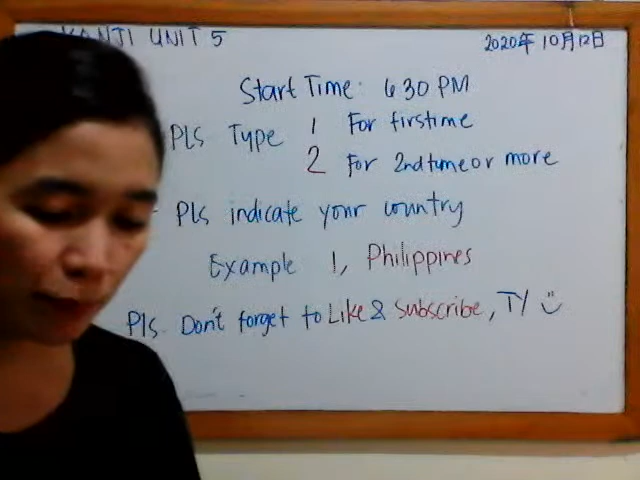 KANJI UNIT 5
2020年10月12日
Start Time: 6 30 PM
Pls Type 1 For firstime
2 For 2nd time or more
Pls indicate your country
Example 1, Philippines
Pls. Don't forget to Like & Subscribe, TY